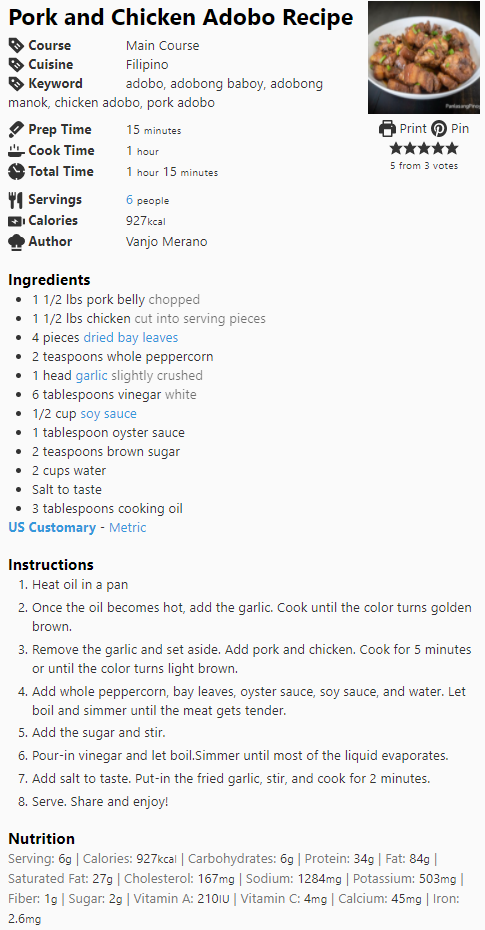 Pork and Chicken Adobo Recipe
Course Main Course
Cuisine Filipino
Keyword adobo, adobong baboy, adobong
manok, chicken adobo, pork adobo
Prep Time 15 minutes
Cook Time 1 hour
Total Time 1 hour 15 minutes
Print Pin
5 from 3 votes
Servings 6 people
Calories 927kcal
Author Vanjo Merano
Ingredients
• 1 1/2 lbs pork belly chopped
• 1 1/2 lbs chicken cut into serving pieces
• 4 pieces dried bay leaves
• 2 teaspoons whole peppercorn
• 1 head garlic slightly crushed
• 6 tablespoons vinegar white
• 1/2 cup soy sauce
• 1 tablespoon oyster sauce
• 2 teaspoons brown sugar
• 2 cups water
• Salt to taste
• 3 tablespoons cooking oil
US Customary - Metric
Instructions
1. Heat oil in a pan
2. Once the oil becomes hot, add the garlic. Cook until the color turns golden
brown.
3. Remove the garlic and set aside. Add pork and chicken. Cook for 5 minutes
or until the color turns light brown.
4. Add whole peppercorn, bay leaves, oyster sauce, soy sauce, and water. Let
boil and simmer until the meat gets tender.
5. Add the sugar and stir.
6. Pour-in vinegar and let boil.Simmer until most of the liquid evaporates.
7. Add salt to taste. Put-in the fried garlic, stir, and cook for 2 minutes.
8. Serve. Share and enjoy!
Nutrition
Serving: 6g | Calories: 927kcal | Carbohydrates: 6g | Protein: 34g | Fat: 84g |
Saturated Fat: 27g | Cholesterol: 167mg | Sodium: 1284mg | Potassium: 503mg |
Fiber: 1g | Sugar: 2g | Vitamin A: 210IU | Vitamin C: 4mg | Calcium: 45mg | Iron:
2.6mg